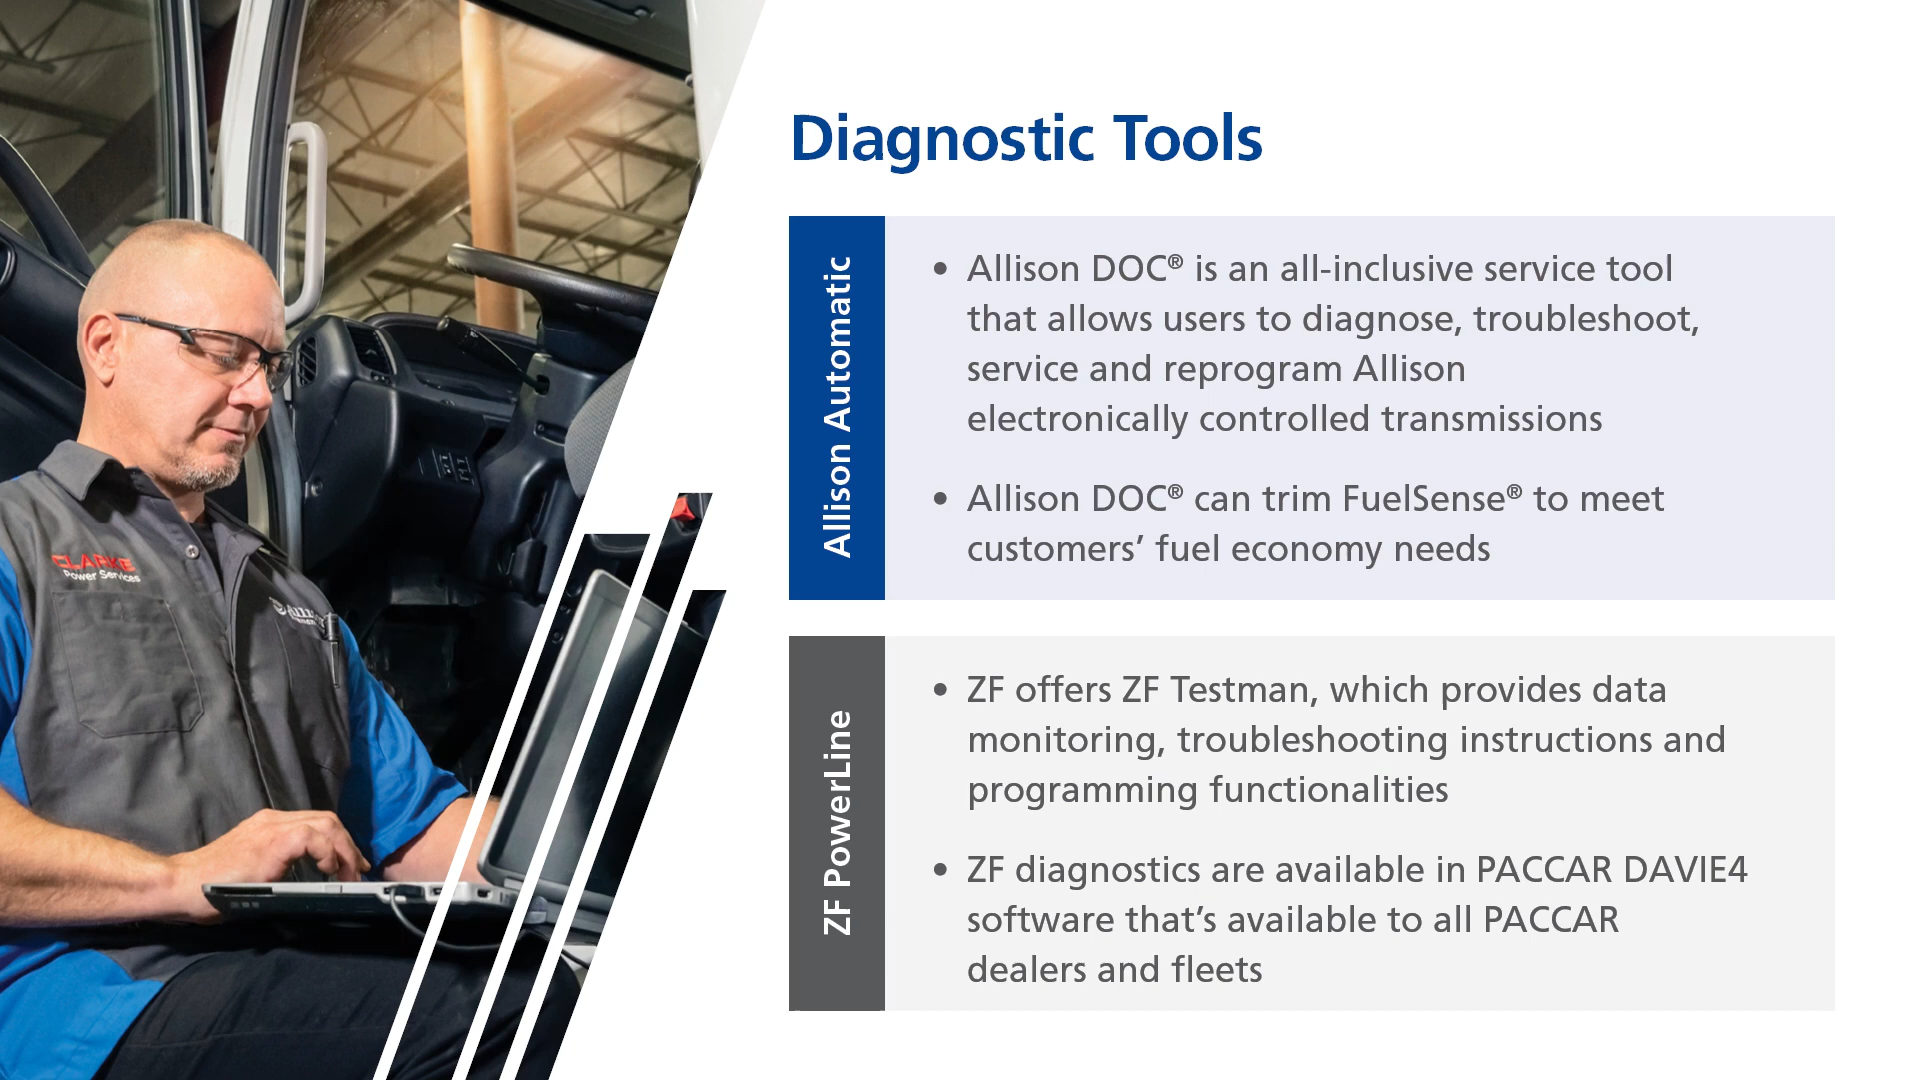 Diagnostic Tools
Allison Automatic
• Allison DOC® is an all-inclusive service tool
that allows users to diagnose, troubleshoot,
service and reprogram Allison
electronically controlled transmissions
• Allison DOC® can trim FuelSense® to meet
customers’ fuel economy needs
ZF PowerLine
• ZF offers ZF Testman, which provides data
monitoring, troubleshooting instructions and
programming functionalities
• ZF diagnostics are available in PACCAR DAVIE4
software that’s available to all PACCAR
dealers and fleets
CLARKE
Power Services